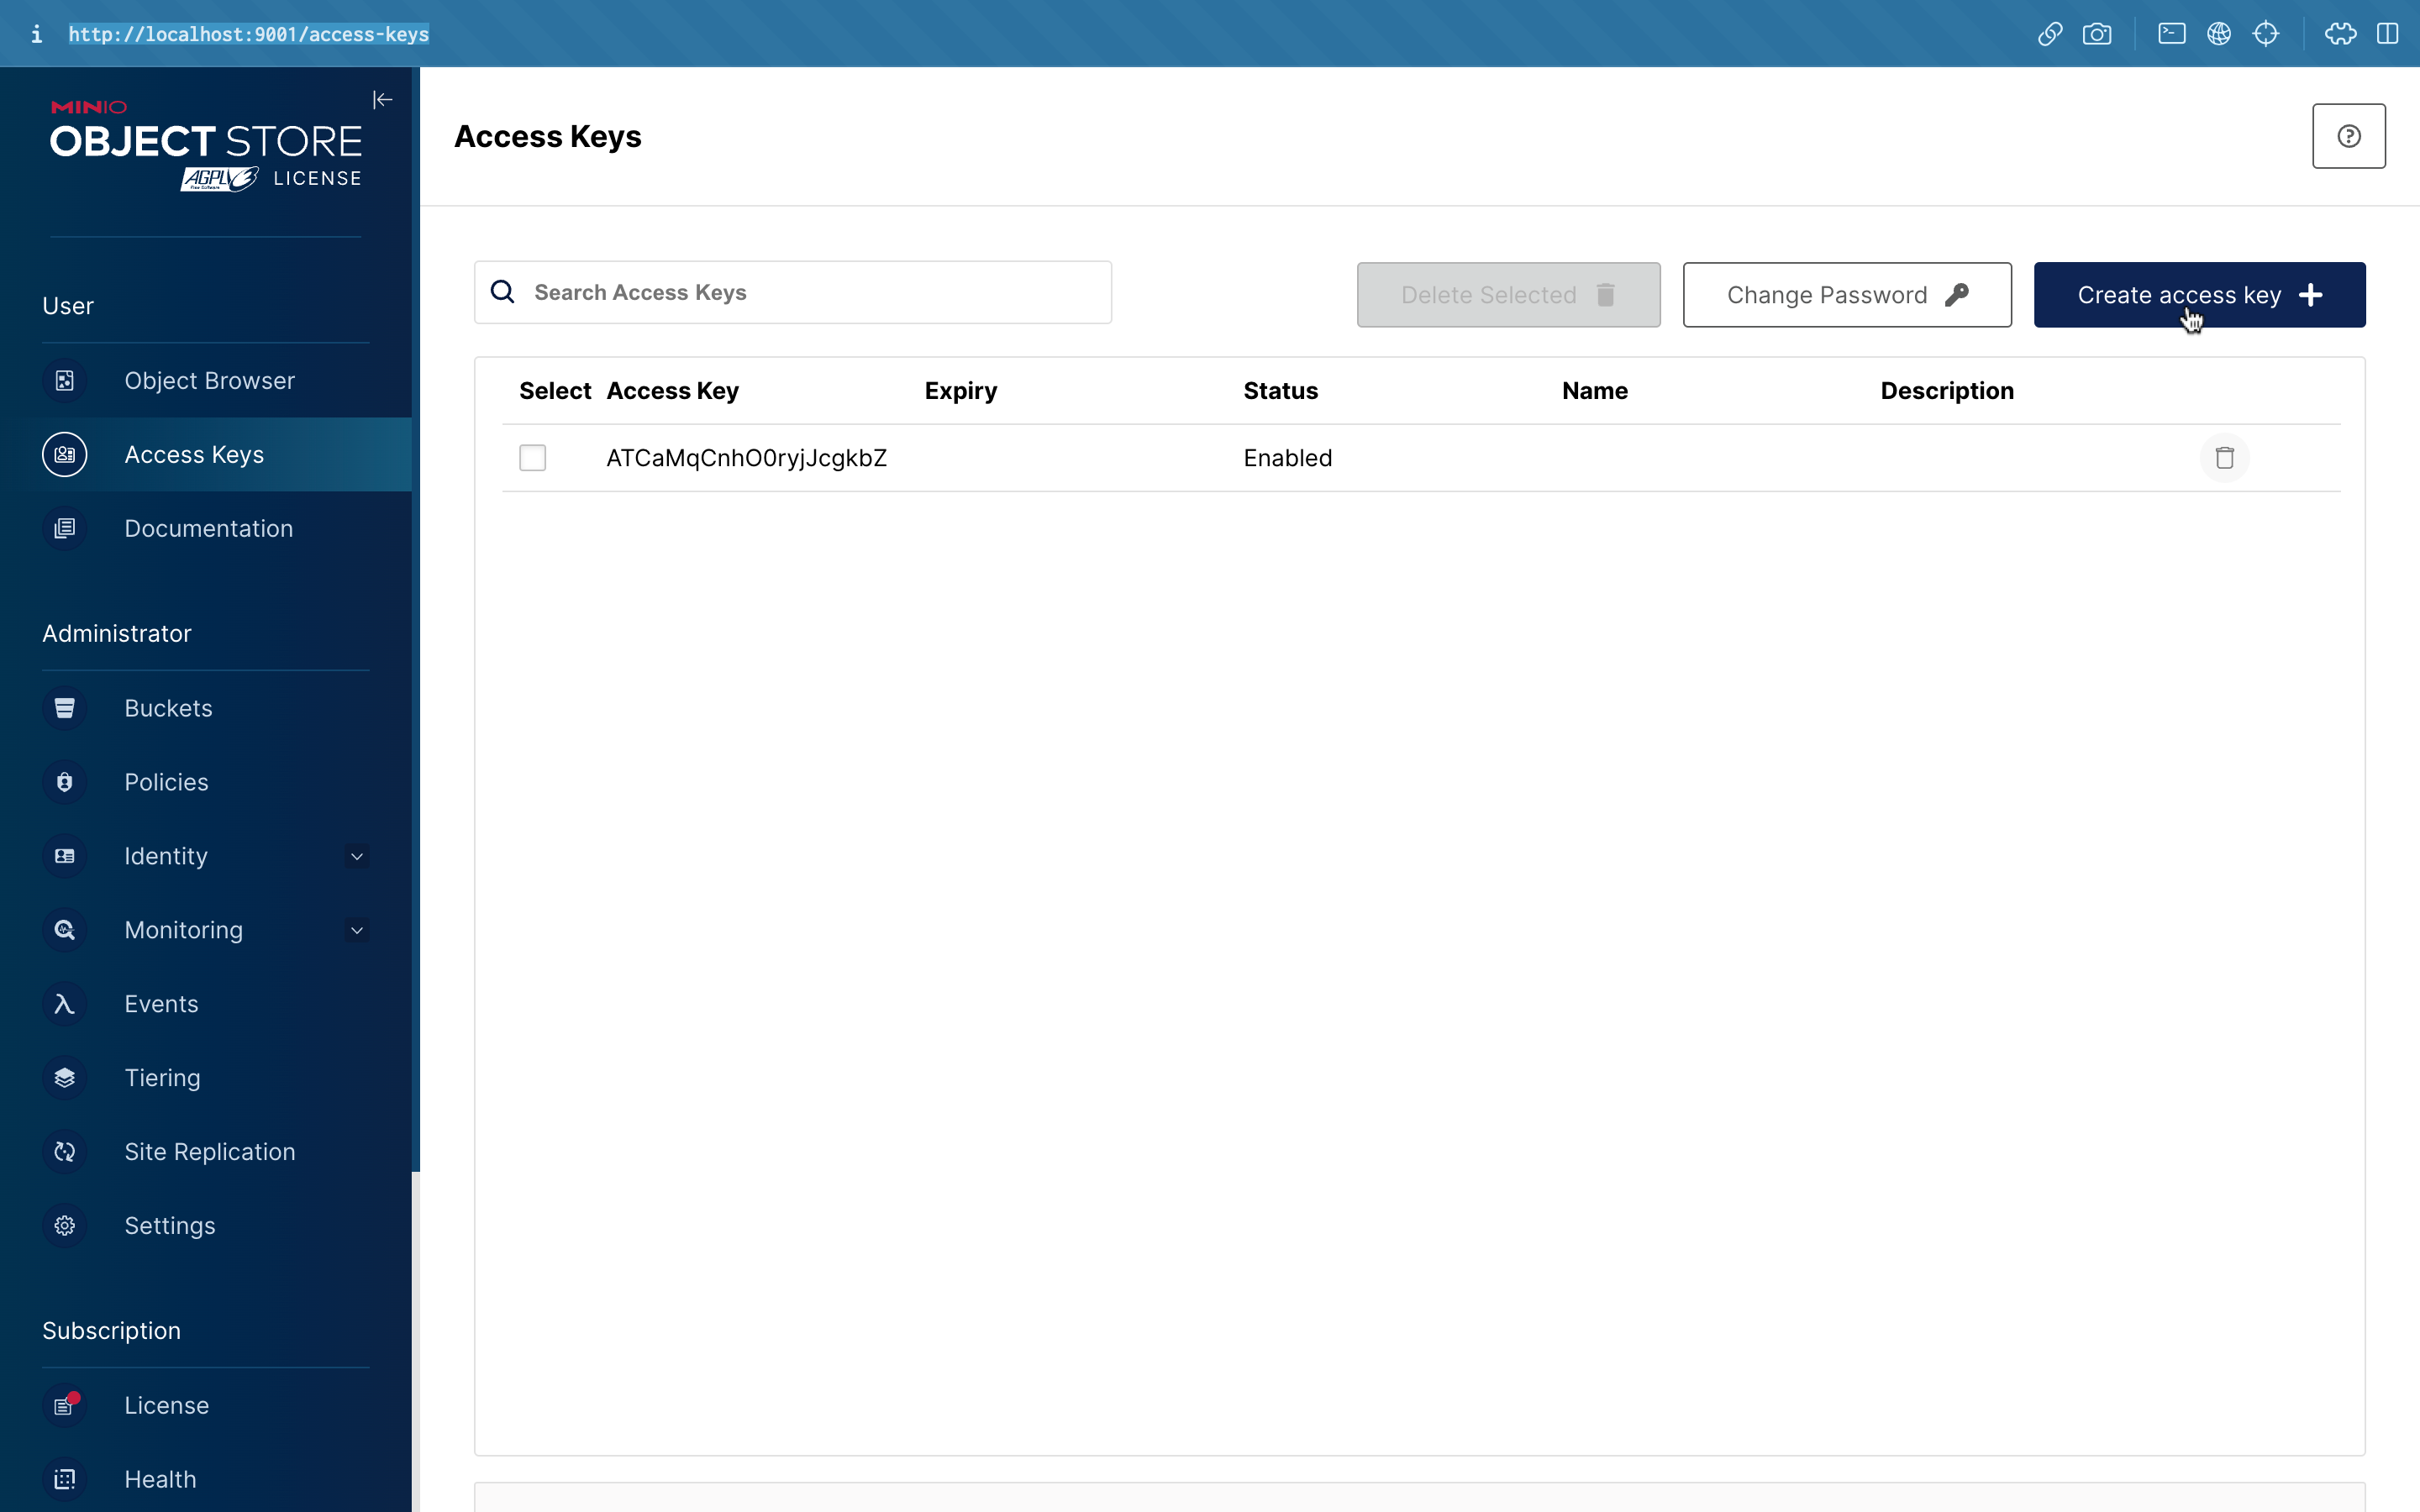 i http://localhost:9001/access-keys
MINIO
OBJECT STORE
AGPL v3 LICENSE
User
Object Browser
Access Keys
Documentation
Administrator
Buckets
Policies
Identity
Monitoring
Events
Tiering
Site Replication
Settings
Subscription
License
Health
Access Keys
Search Access Keys
Delete Selected
Change Password
Create access key
Select Access Key Expiry Status Name Description
ATCaMqCnhO0ryjJcgkbZ Enabled